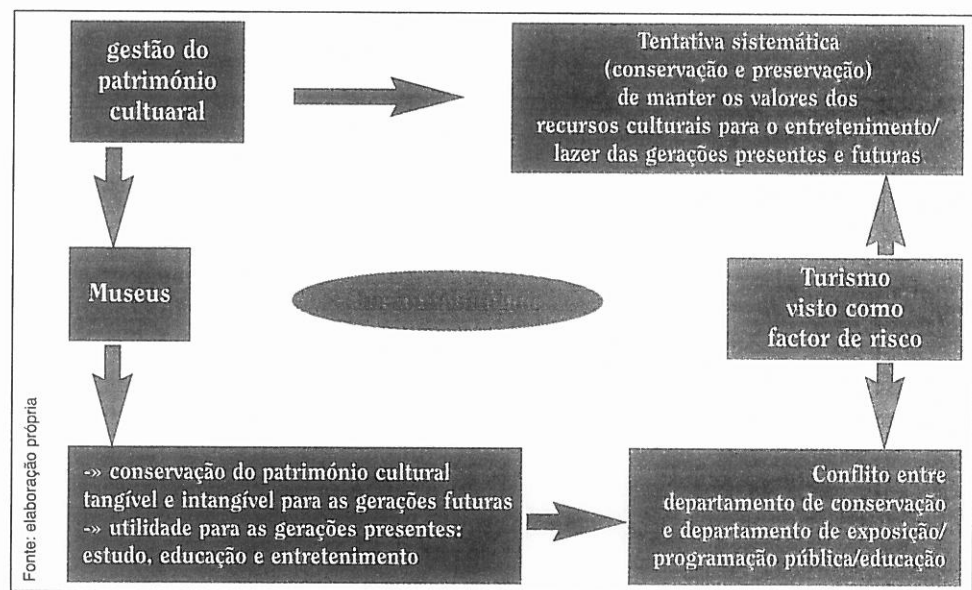 gestão do
património
cultuaral
Tentativa sistemática
(conservação e preservação)
de manter os valores dos
recursos culturais para o entretenimento/
lazer das gerações presentes e futuras
Museus
Turismo
visto como
factor de risco
-» conservação do património cultural
tangível e intangível para as gerações futuras
-» utilidade para as gerações presentes:
estudo, educação e entretenimento
Conflito entre
departamento de conservação
e departamento de exposição/
programação pública/educação
Fonte: elaboração própria